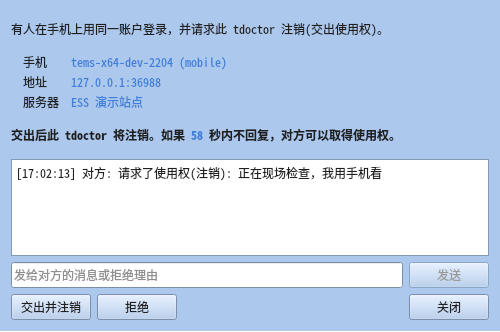 有人在手机上用同一账户登录，并请求此 tdoctor 注销(交出使用权)。
手机 tems-x64-dev-2204 (mobile)
地址 127.0.0.1:36988
服务器 ESS 演示站点
交出后此 tdoctor 将注销。如果 58 秒内不回复，对方可以取得使用权。
[17:02:13] 对方: 请求了使用权(注销): 正在现场检查，我用手机看
发给对方的消息或拒绝理由 发送
交出并注销 拒绝 关闭